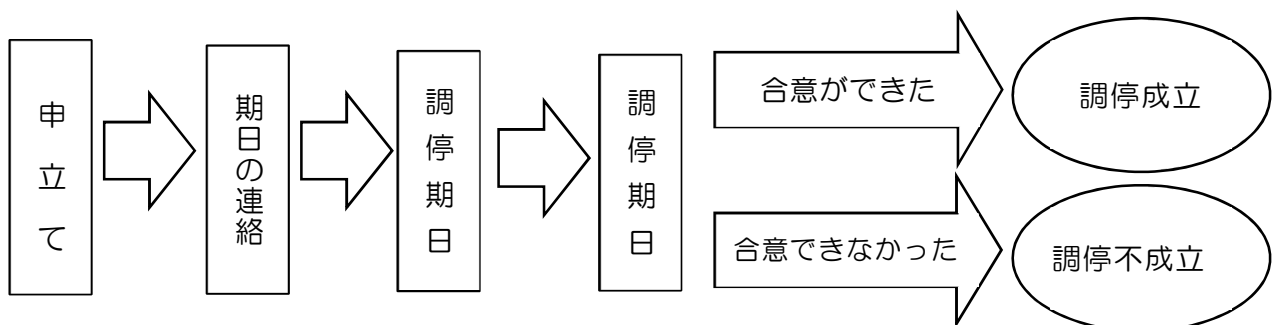 申立て
期日の連絡
調停期日
調停期日
合意ができた
調停成立
合意できなかった
調停不成立